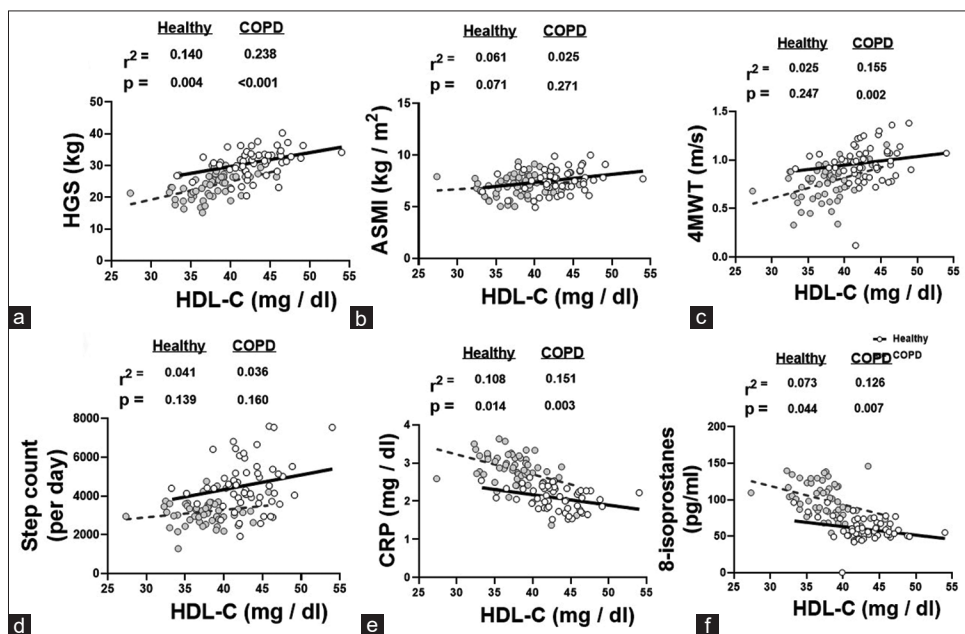 Healthy COPD
r² = 0.140 0.238
p = 0.004 <0.001
50
40
30
20
10
0
HGS (kg)
25 30 35 40 45 50 55
HDL-C (mg / dl)
a
Healthy COPD
r² = 0.061 0.025
p = 0.071 0.271
15
10
5
0
ASMI (kg / m²)
25 30 35 40 45 50 55
HDL-C (mg / dl)
b
Healthy COPD
r² = 0.025 0.155
p = 0.247 0.002
1.5
1.0
0.5
0.0
4MWT (m/s)
25 30 35 40 45 50 55
HDL-C (mg / dl)
c
Healthy COPD
r² = 0.041 0.036
p = 0.139 0.160
8000
6000
4000
2000
0
Step count
(per day)
25 30 35 40 45 50 55
HDL-C (mg / dl)
d
Healthy COPD
r² = 0.108 0.151
p = 0.014 0.003
4
3
2
1
0
CRP (mg / dl)
25 30 35 40 45 50 55
HDL-C (mg / dl)
e
Healthy
COPD
Healthy COPD
r² = 0.073 0.126
p = 0.044 0.007
200
150
100
50
0
8-isoprostanes
pg/ml)
25 30 35 40 45 50 55
HDL-C (mg / dl)
f